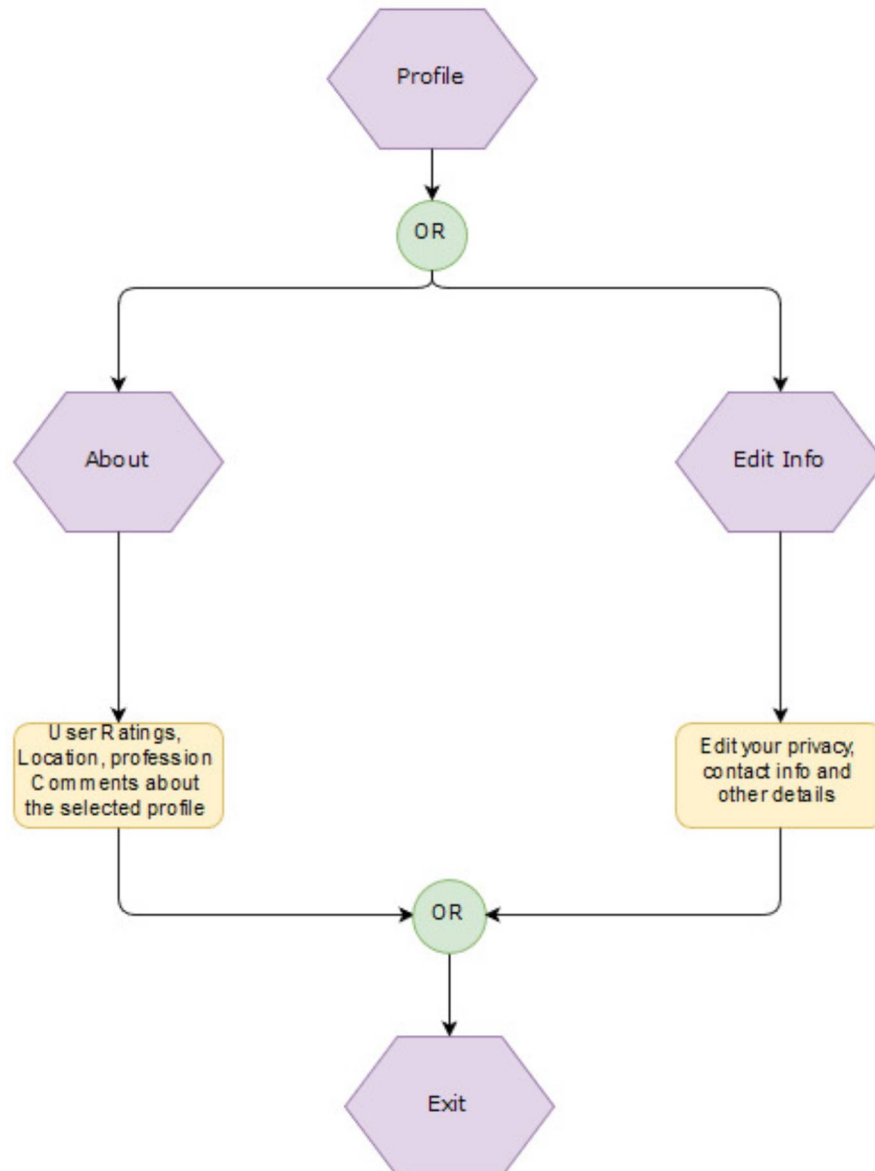 Profile
OR
About
Edit Info
User Ratings,
Location, profession
Comments about
the selected profile
Edit your privacy,
contact info and
other details
OR
Exit